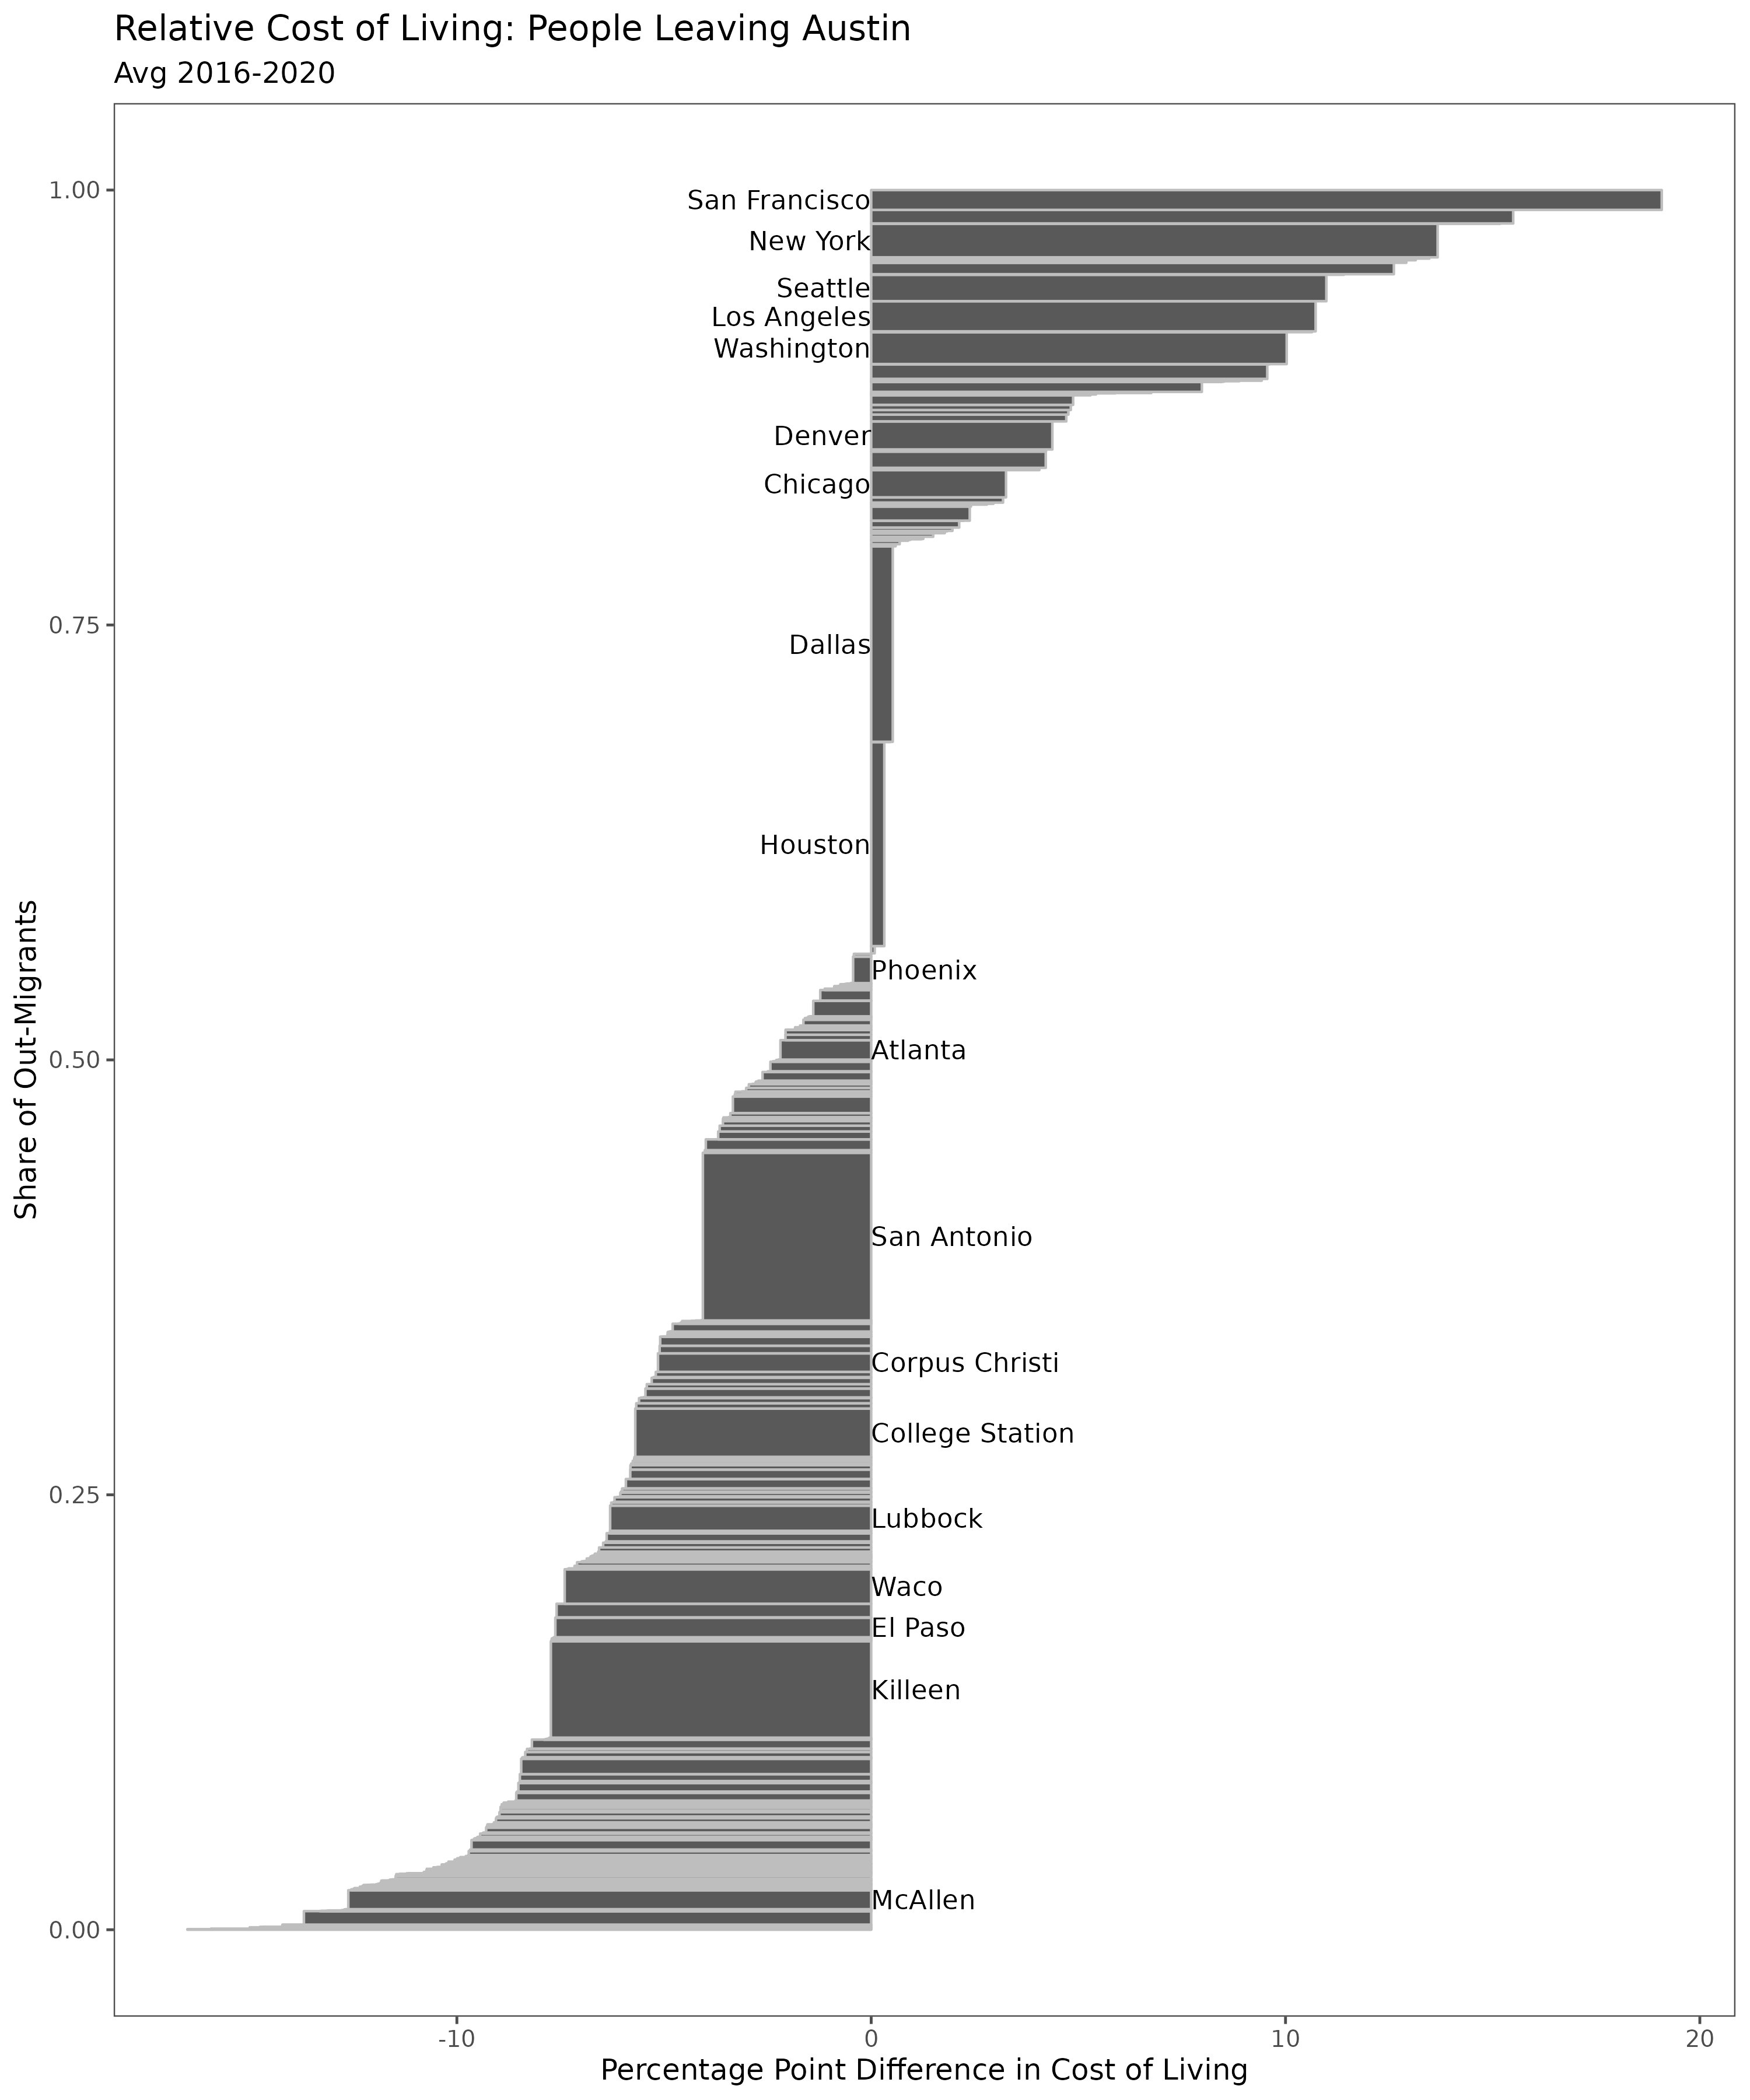 Relative Cost of Living: People Leaving Austin
Avg 2016-2020
1.00
San Francisco
New York
Seattle
Los Angeles
Washington
Denver
Chicago
0.75
Dallas
Houston
Phoenix
Atlanta
0.50
San Antonio
Corpus Christi
College Station
0.25
Lubbock
Waco
El Paso
Killeen
McAllen
0.00
Share of Out-Migrants
-10 0 10 20
Percentage Point Difference in Cost of Living